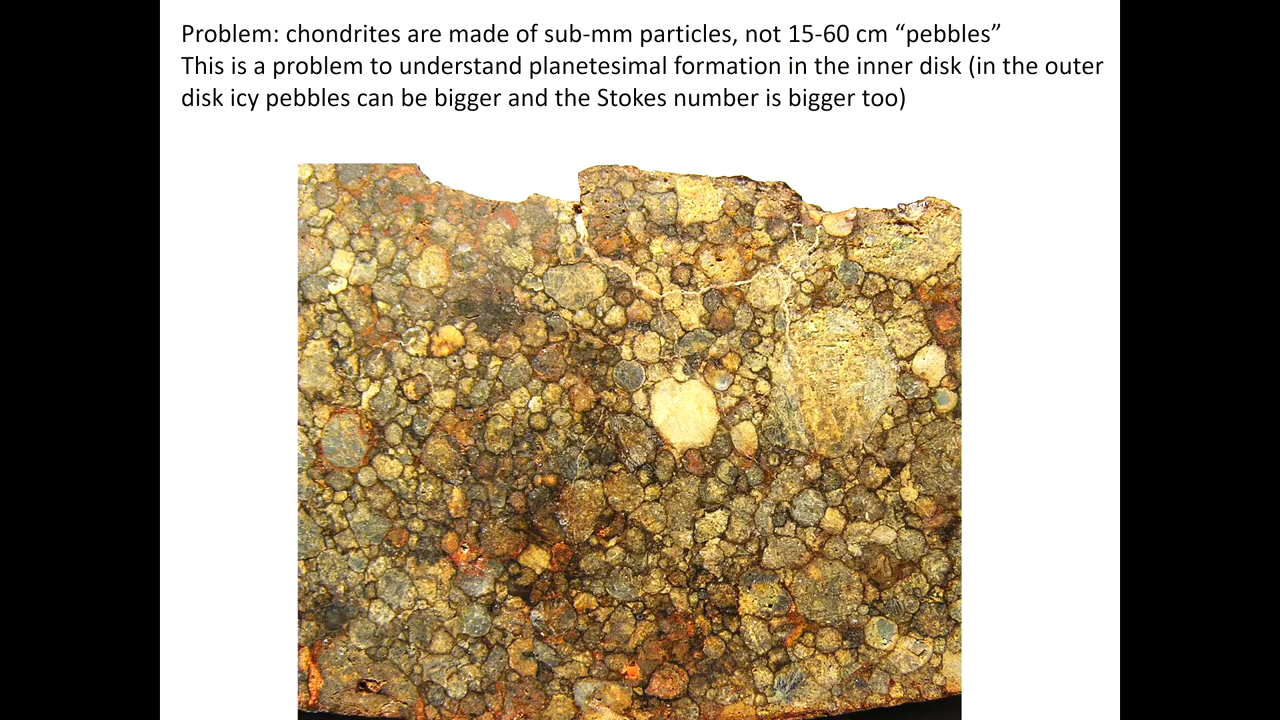 Problem: chondrites are made of sub-mm particles, not 15-60 cm “pebbles”
This is a problem to understand planetesimal formation in the inner disk (in the outer
disk icy pebbles can be bigger and the Stokes number is bigger too)